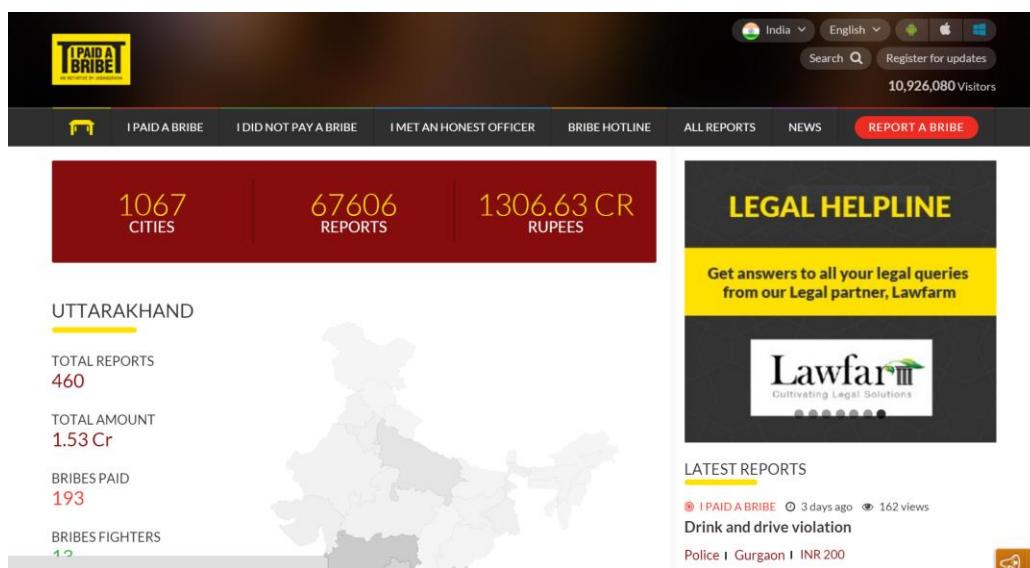 I PAID A
BRIBE
India
English
Search
Register for updates
10,926,080 Visitors
I PAID A BRIBE
I DID NOT PAY A BRIBE
I MET AN HONEST OFFICER
BRIBE HOTLINE
ALL REPORTS
NEWS
REPORT A BRIBE
1067
CITIES
67606
REPORTS
1306.63 CR
RUPEES
LEGAL HELPLINE
Get answers to all your legal queries
from our Legal partner, Lawfarm
Lawfarm
Cultivating Legal Solutions
UTTARAKHAND
TOTAL REPORTS
460
TOTAL AMOUNT
1.53 Cr
BRIBES PAID
193
BRIBES FIGHTERS
LATEST REPORTS
I PAID A BRIBE 3 days ago 162 views
Drink and drive violation
Police I Gurgaon I INR 200